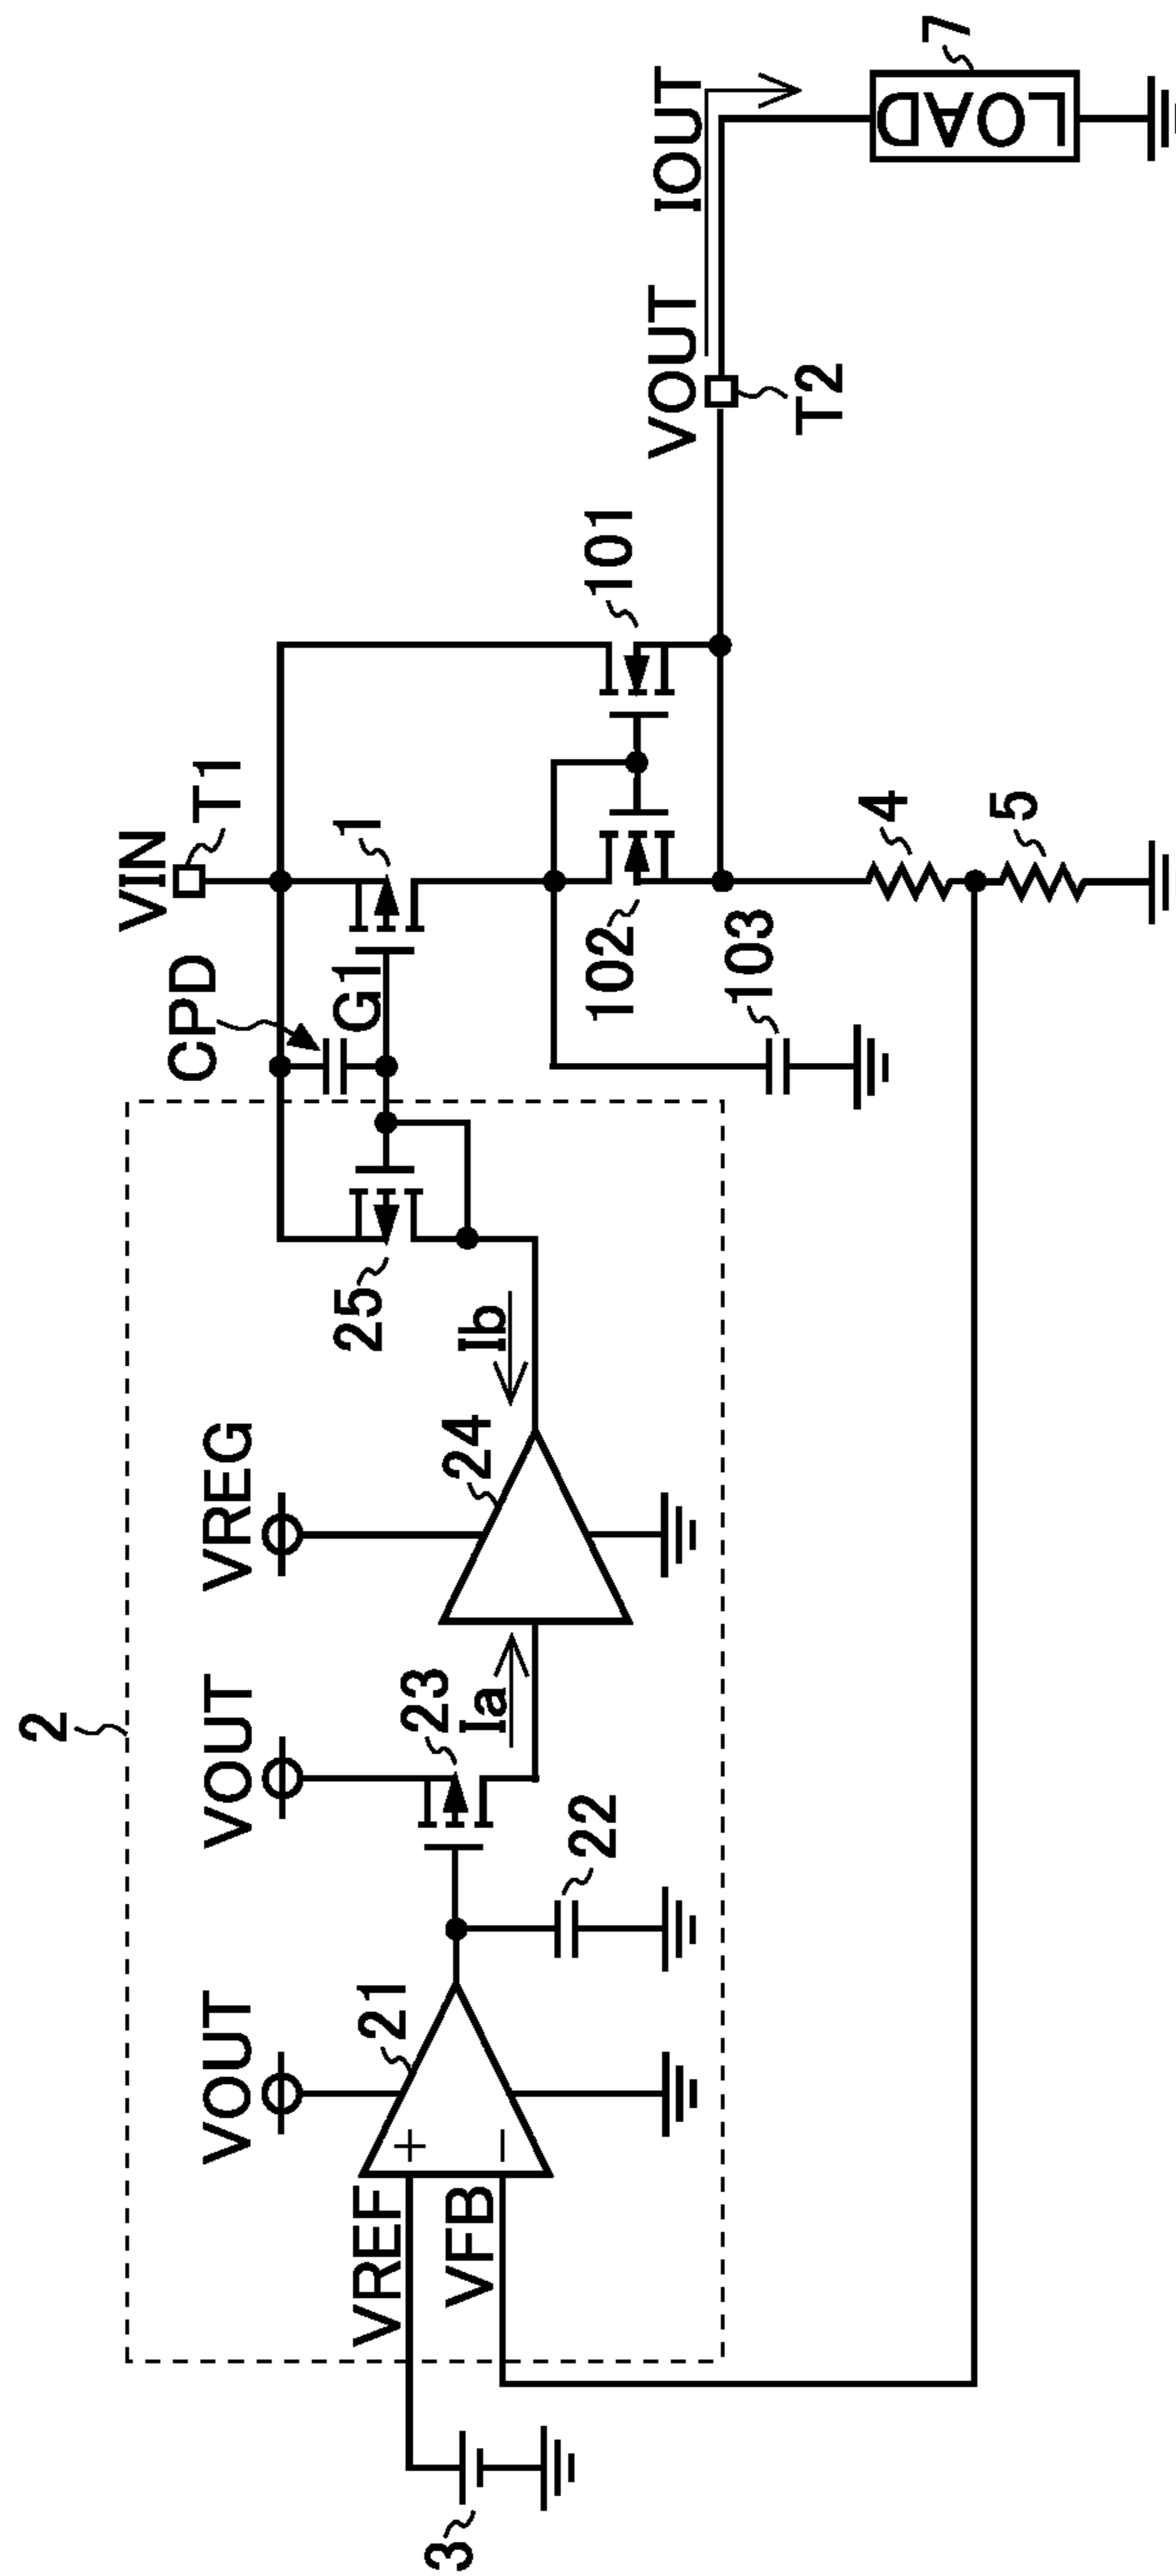 2
VIN
T1
VOUT
VOUT
VREG
CPD
1
G1
25
21
23
24
VREF
VFB
Ia
Ib
3
22
102
101
103
VOUT
IOUT
T2
4
5
LOAD
7